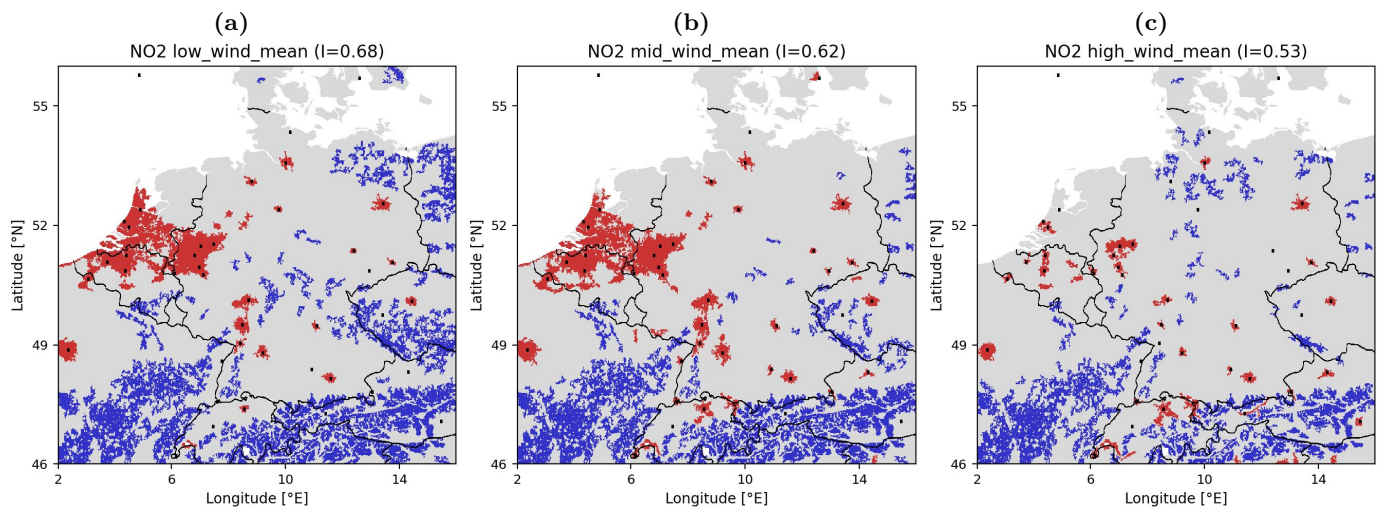 (a)
NO2 low_wind_mean (I=0.68)
55
52
49
46
2
6
10
14
Latitude [°N]
Longitude [°E]
(b)
NO2 mid_wind_mean (I=0.62)
55
52
49
46
2
6
10
14
Latitude [°N]
Longitude [°E]
(c)
NO2 high_wind_mean (I=0.53)
55
52
49
46
2
6
10
14
Latitude [°N]
Longitude [°E]